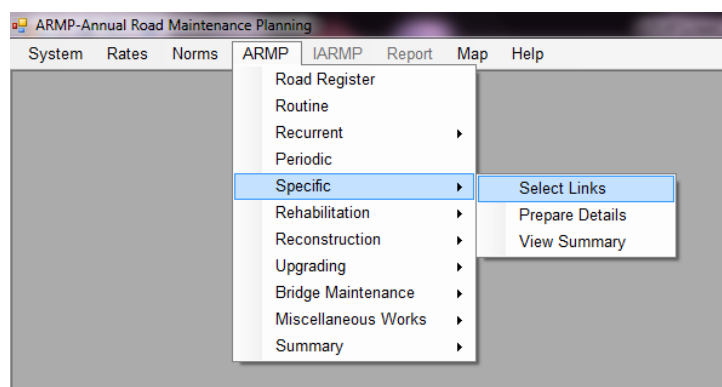 ARMP-Annual Road Maintenance Planning
System Rates Norms ARMP IARMP Report Map Help
Road Register
Routine
Recurrent
Periodic
Specific
Select Links
Rehabilitation
Prepare Details
Reconstruction
View Summary
Upgrading
Bridge Maintenance
Miscellaneous Works
Summary